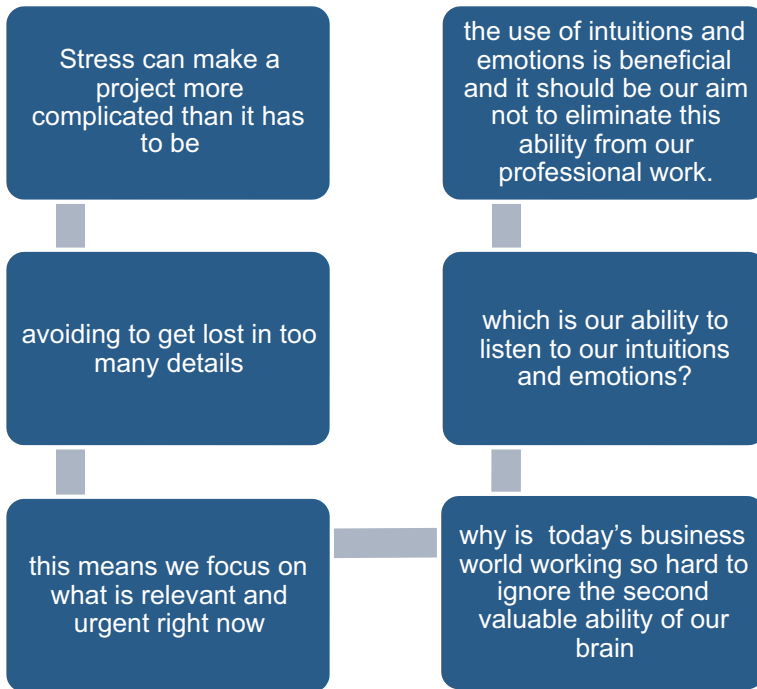 Stress can make a
project more
complicated than it has
to be
avoiding to get lost in too
many details
this means we focus on
what is relevant and
urgent right now
why is  today’s business
world working so hard to
ignore the second
valuable ability of our
brain
which is our ability to
listen to our intuitions
and emotions?
the use of intuitions and
emotions is beneficial
and it should be our aim
not to eliminate this
ability from our
professional work.